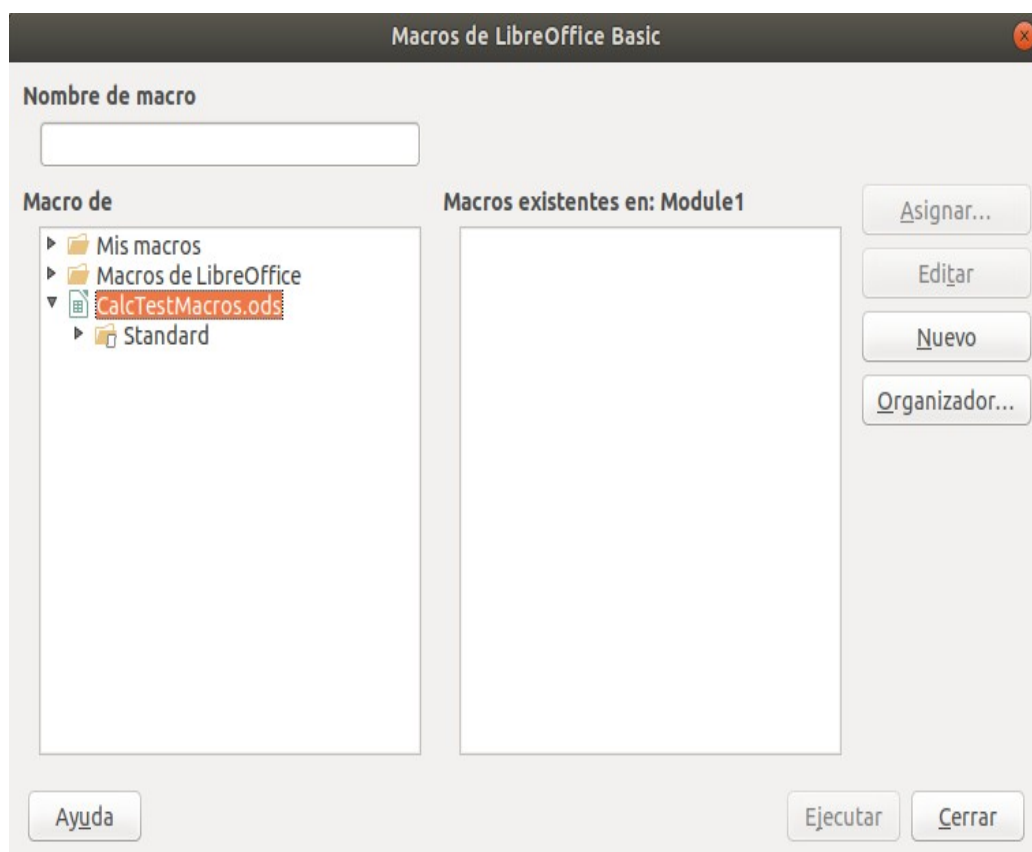 Macros de LibreOffice Basic
Nombre de macro
Macro de
Macros existentes en: Module1
Mis macros
Macros de LibreOffice
CalcTestMacros.ods
Standard
Asignar...
Editar
Nuevo
Organizador...
Ayuda
Ejecutar
Cerrar